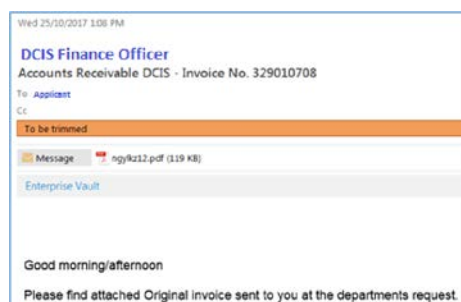 Wed 25/10/2017 1:08 PM
DCIS Finance Officer
Accounts Receivable DCIS - Invoice No. 329010708
To Applicant
Cc
To be trimmed
Message ngylkz12.pdf (119 KB)
Enterprise Vault
Good morning/afternoon
Please find attached Original invoice sent to you at the departments request.